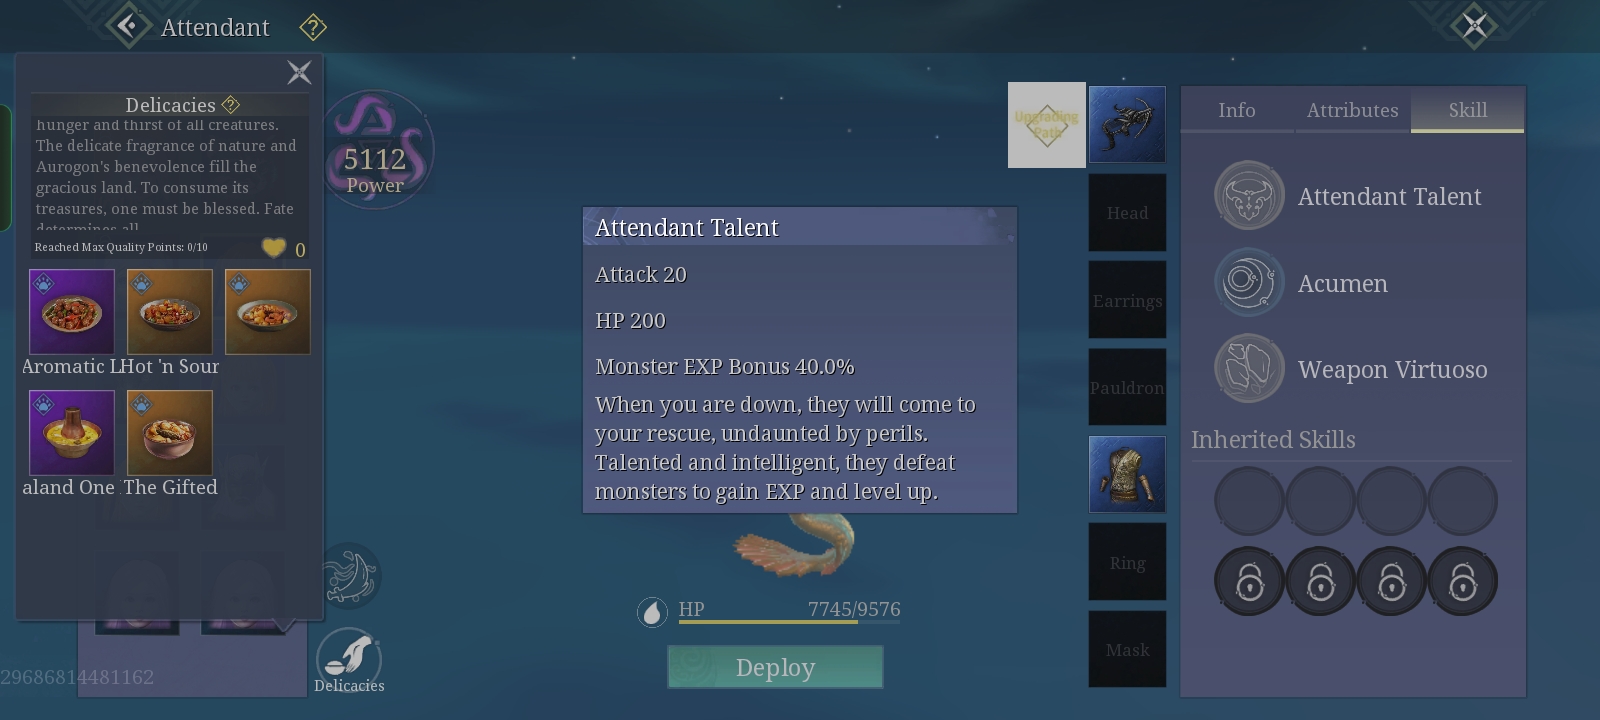 Attendant
Delicacies
hunger and thirst of all creatures.
The delicate fragrance of nature and
Aurogon's benevolence fill the
gracious land. To consume its
treasures, one must be blessed. Fate
determines all
Reached Max Quality Points: 0/10
0
Aromatic L
Hot 'n Sour
aland One
The Gifted
5112
Power
29686814481162
Delicacies
Attendant Talent
Attack 20
HP 200
Monster EXP Bonus 40.0%
When you are down, they will come to
your rescue, undaunted by perils.
Talented and intelligent, they defeat
monsters to gain EXP and level up.
HP 7745/9576
Deploy
Upgrading
Path
Head
Earrings
Pauldron
Ring
Mask
Info
Attributes
Skill
Attendant Talent
Acumen
Weapon Virtuoso
Inherited Skills